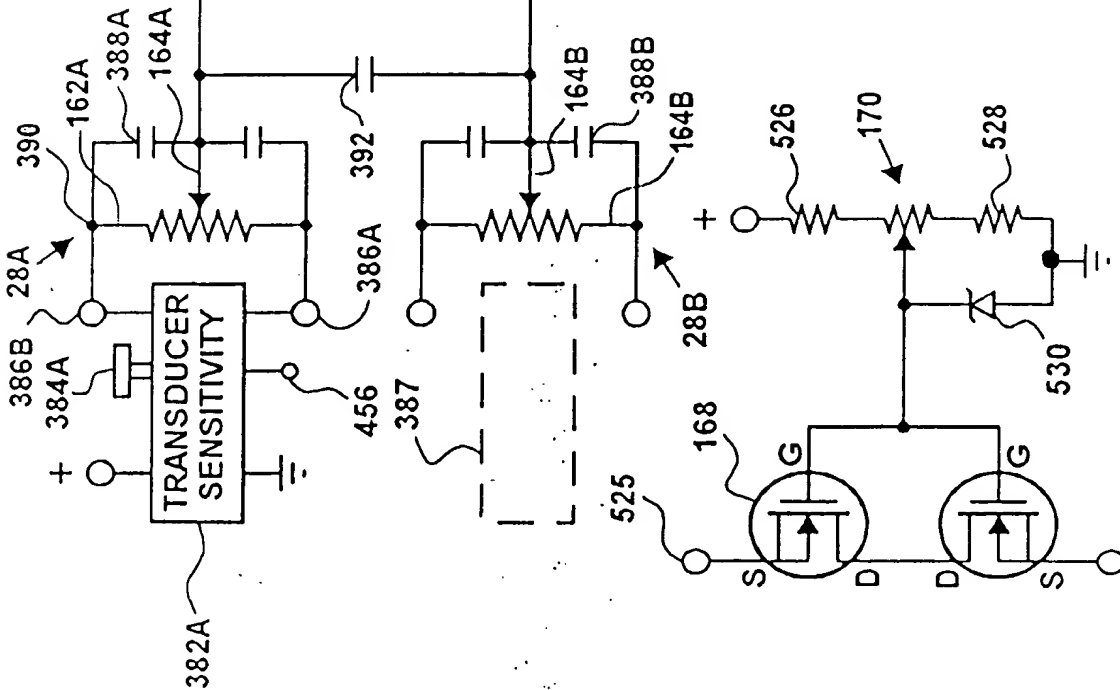 28A
390
162A
388A
164A
386B
384A
+
TRANSDUCER
SENSITIVITY
386A
456
382A
392
387
164B
388B
164B
28B
+
526
170
528
530
525
168
S
G
D
D
G
S